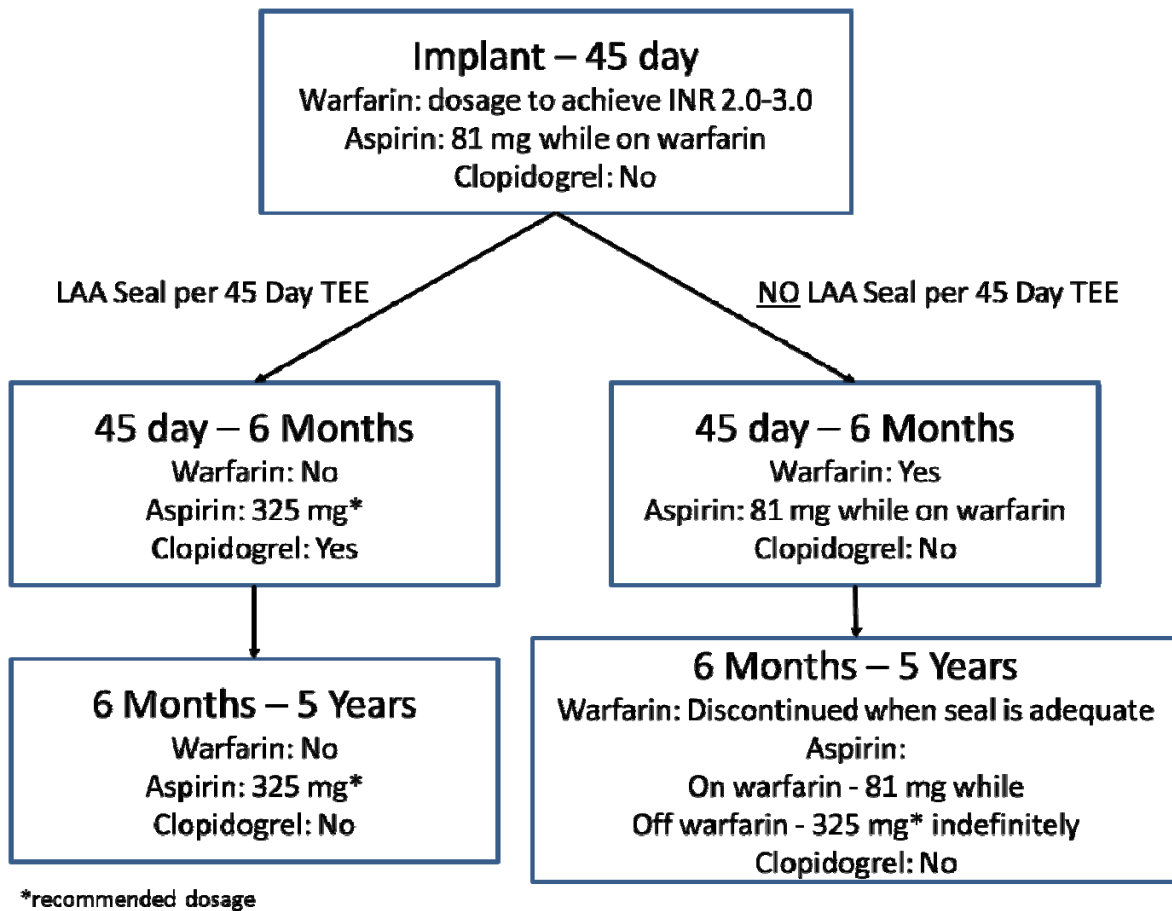 Implant – 45 day
Warfarin: dosage to achieve INR 2.0-3.0
Aspirin: 81 mg while on warfarin
Clopidogrel: No
LAA Seal per 45 Day TEE
NO LAA Seal per 45 Day TEE
45 day – 6 Months
Warfarin: No
Aspirin: 325 mg*
Clopidogrel: Yes
45 day – 6 Months
Warfarin: Yes
Aspirin: 81 mg while on warfarin
Clopidogrel: No
6 Months – 5 Years
Warfarin: No
Aspirin: 325 mg*
Clopidogrel: No
6 Months – 5 Years
Warfarin: Discontinued when seal is adequate
Aspirin:
On warfarin - 81 mg while
Off warfarin - 325 mg* indefinitely
Clopidogrel: No
*recommended dosage